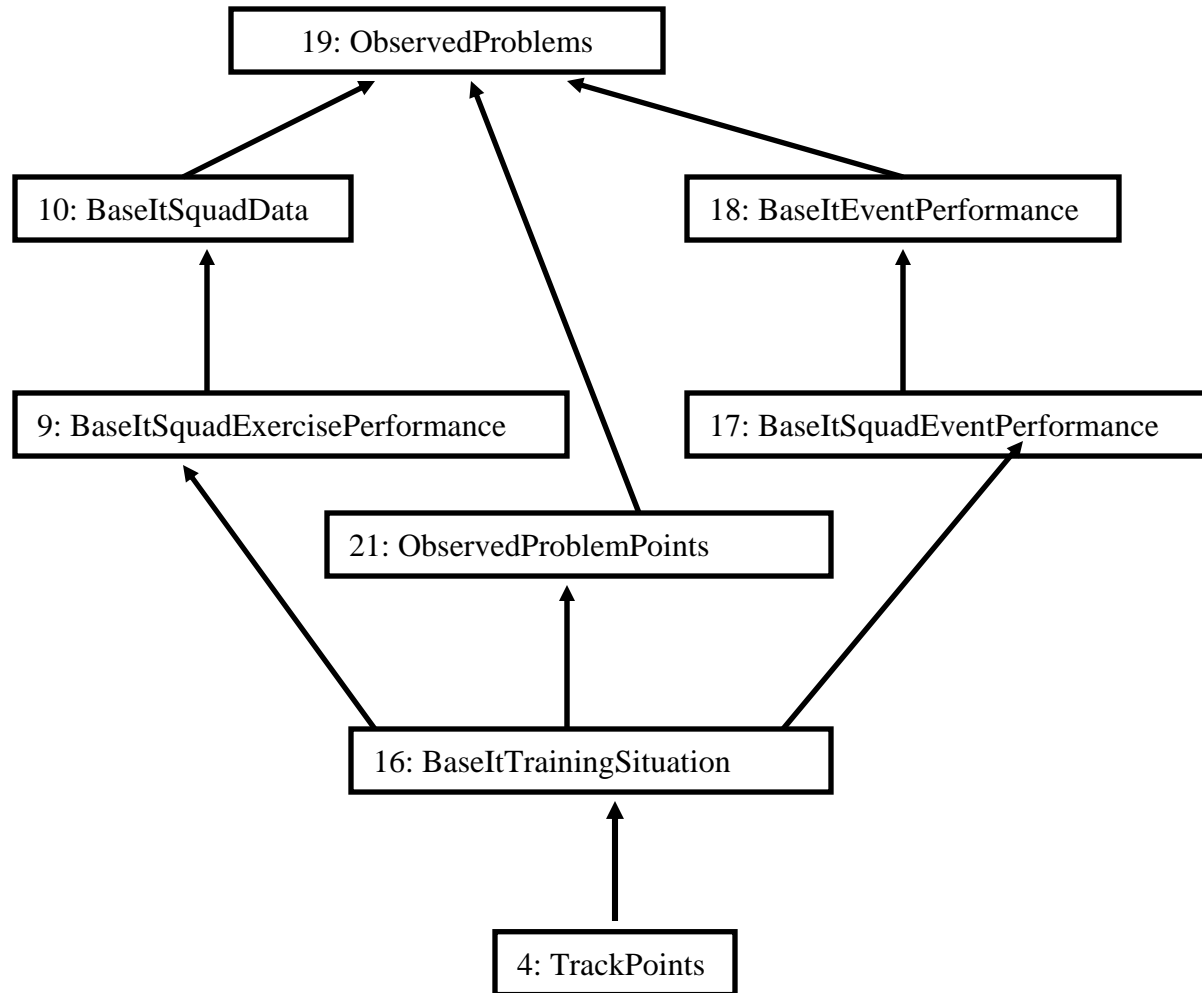 19: ObservedProblems
10: BaseItSquadData
18: BaseItEventPerformance
9: BaseItSquadExercisePerformance
17: BaseItSquadEventPerformance
21: ObservedProblemPoints
16: BaseItTrainingSituation
4: TrackPoints